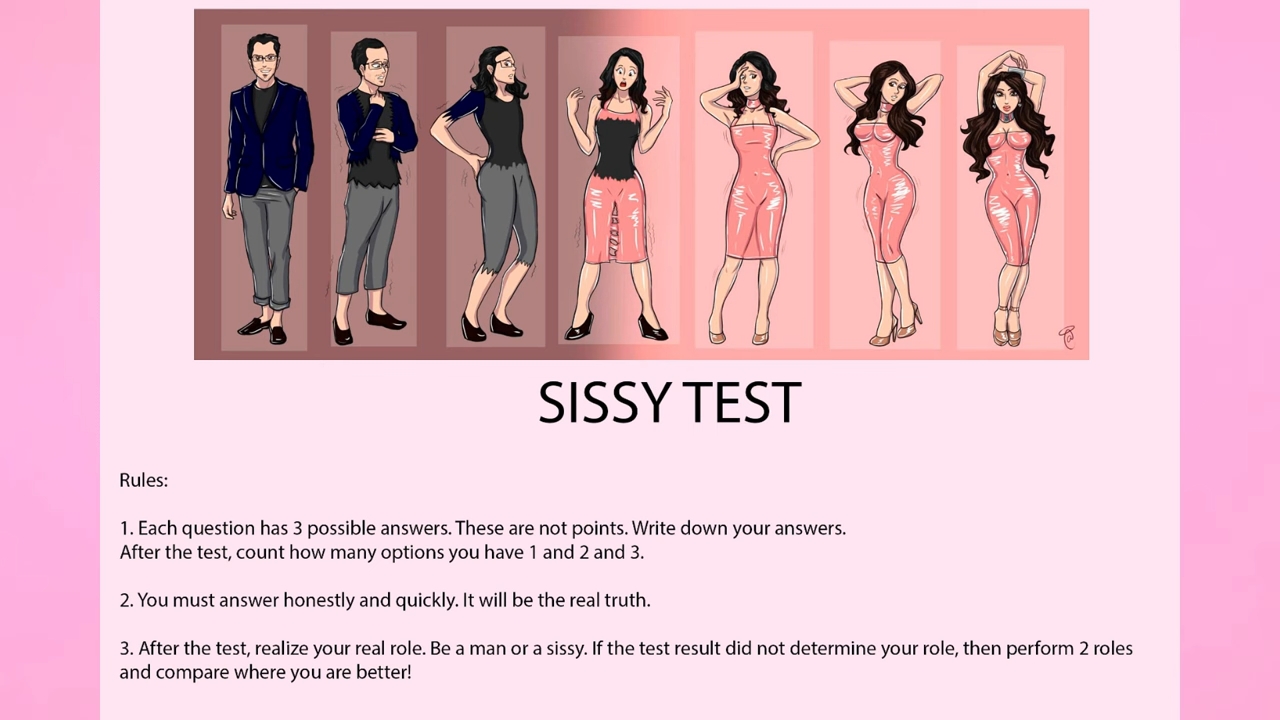 SISSY TEST
Rules:
1. Each question has 3 possible answers. These are not points. Write down your answers.
After the test, count how many options you have 1 and 2 and 3.
2. You must answer honestly and quickly. It will be the real truth.
3. After the test, realize your real role. Be a man or a sissy. If the test result did not determine your role, then perform 2 roles
and compare where you are better!